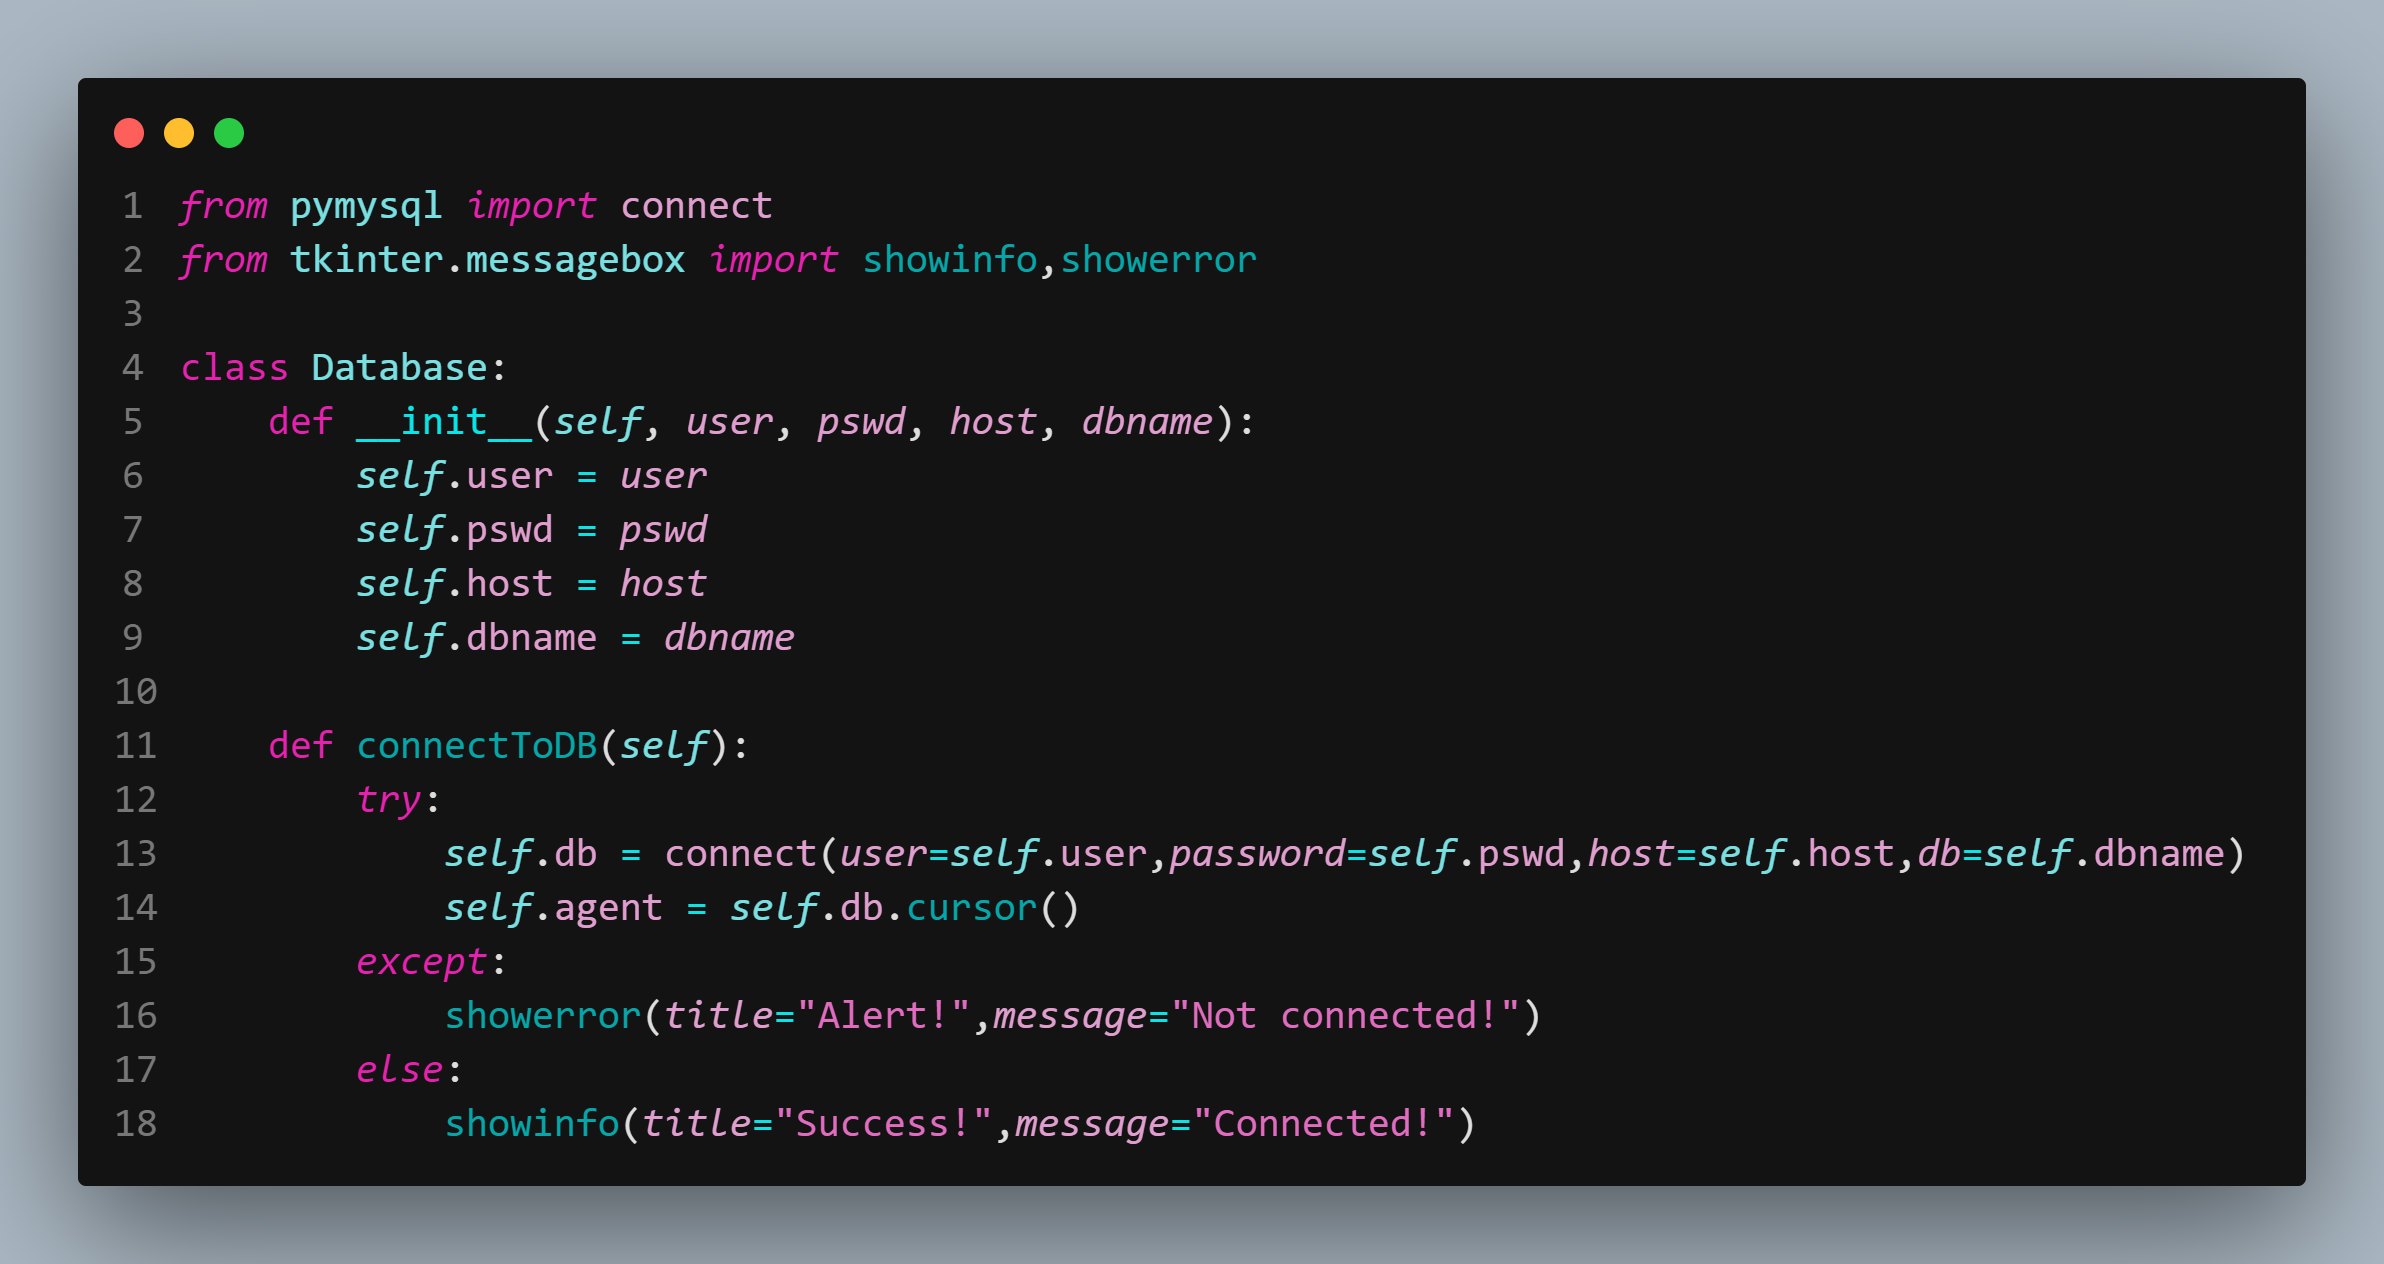 1 from pymysql import connect
2 from tkinter.messagebox import showinfo,showerror
3
4 class Database:
5     def __init__(self, user, pswd, host, dbname):
6         self.user = user
7         self.pswd = pswd
8         self.host = host
9         self.dbname = dbname
10
11     def connectToDB(self):
12         try:
13             self.db = connect(user=self.user,password=self.pswd,host=self.host,db=self.dbname)
14             self.agent = self.db.cursor()
15         except:
16             showerror(title="Alert!",message="Not connected!")
17         else:
18             showinfo(title="Success!",message="Connected!")